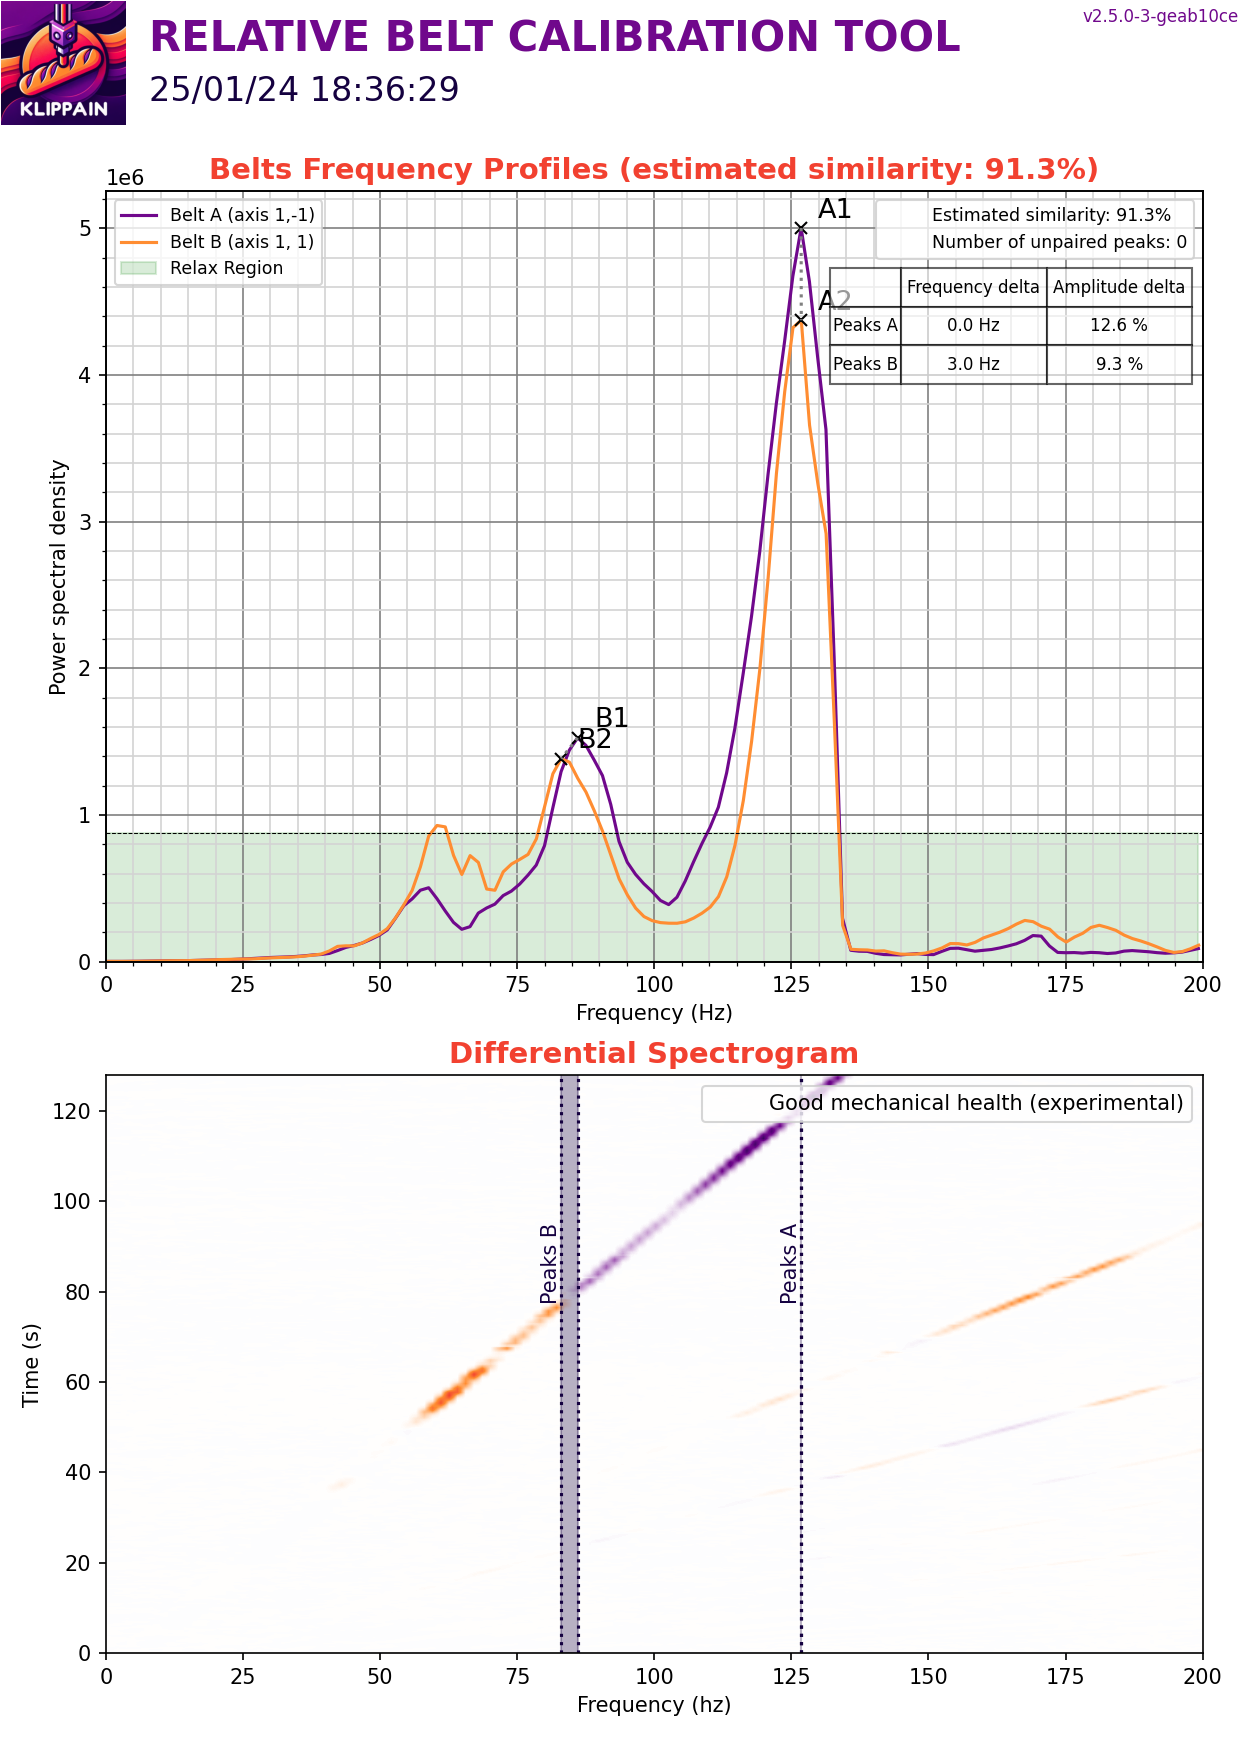 v2.5.0-3-geab10ce
RELATIVE BELT CALIBRATION TOOL
25/01/24 18:36:29
KLIPPAIN
Belts Frequency Profiles (estimated similarity: 91.3%)
1e6
Belt A (axis 1,-1)
Belt B (axis 1, 1)
Relax Region
Estimated similarity: 91.3%
Number of unpaired peaks: 0
Frequency delta Amplitude delta
Peaks A 0.0 Hz 12.6 %
Peaks B 3.0 Hz 9.3 %
A1
A2
B1
B2
Power spectral density
5
4
3
2
1
0
0 25 50 75 100 125 150 175 200
Frequency (Hz)
Differential Spectrogram
Good mechanical health (experimental)
Peaks B
Peaks A
Time (s)
120
100
80
60
40
20
0
0 25 50 75 100 125 150 175 200
Frequency (hz)